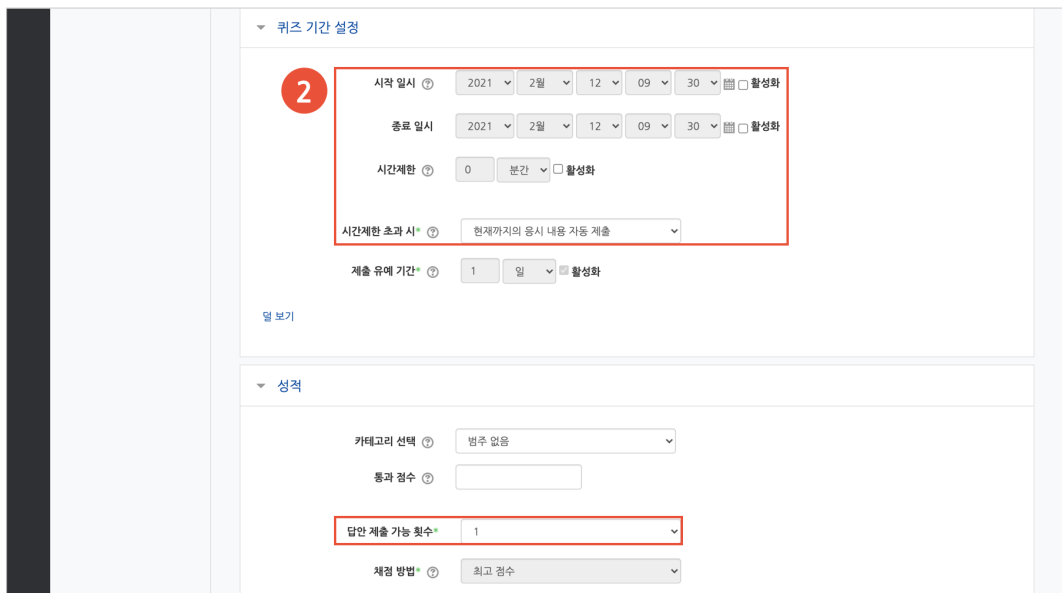 퀴즈 기간 설정
2
시작 일시 2021 2월 12 09 30 활성화
종료 일시 2021 2월 12 09 30 활성화
시간제한 0 분간 활성화
시간제한 초과 시* 현재까지의 응시 내용 자동 제출
제출 유예 기간* 1 일 활성화
덜 보기
성적
카테고리 선택 범주 없음
통과 점수
답안 제출 가능 횟수* 1
채점 방법* 최고 점수